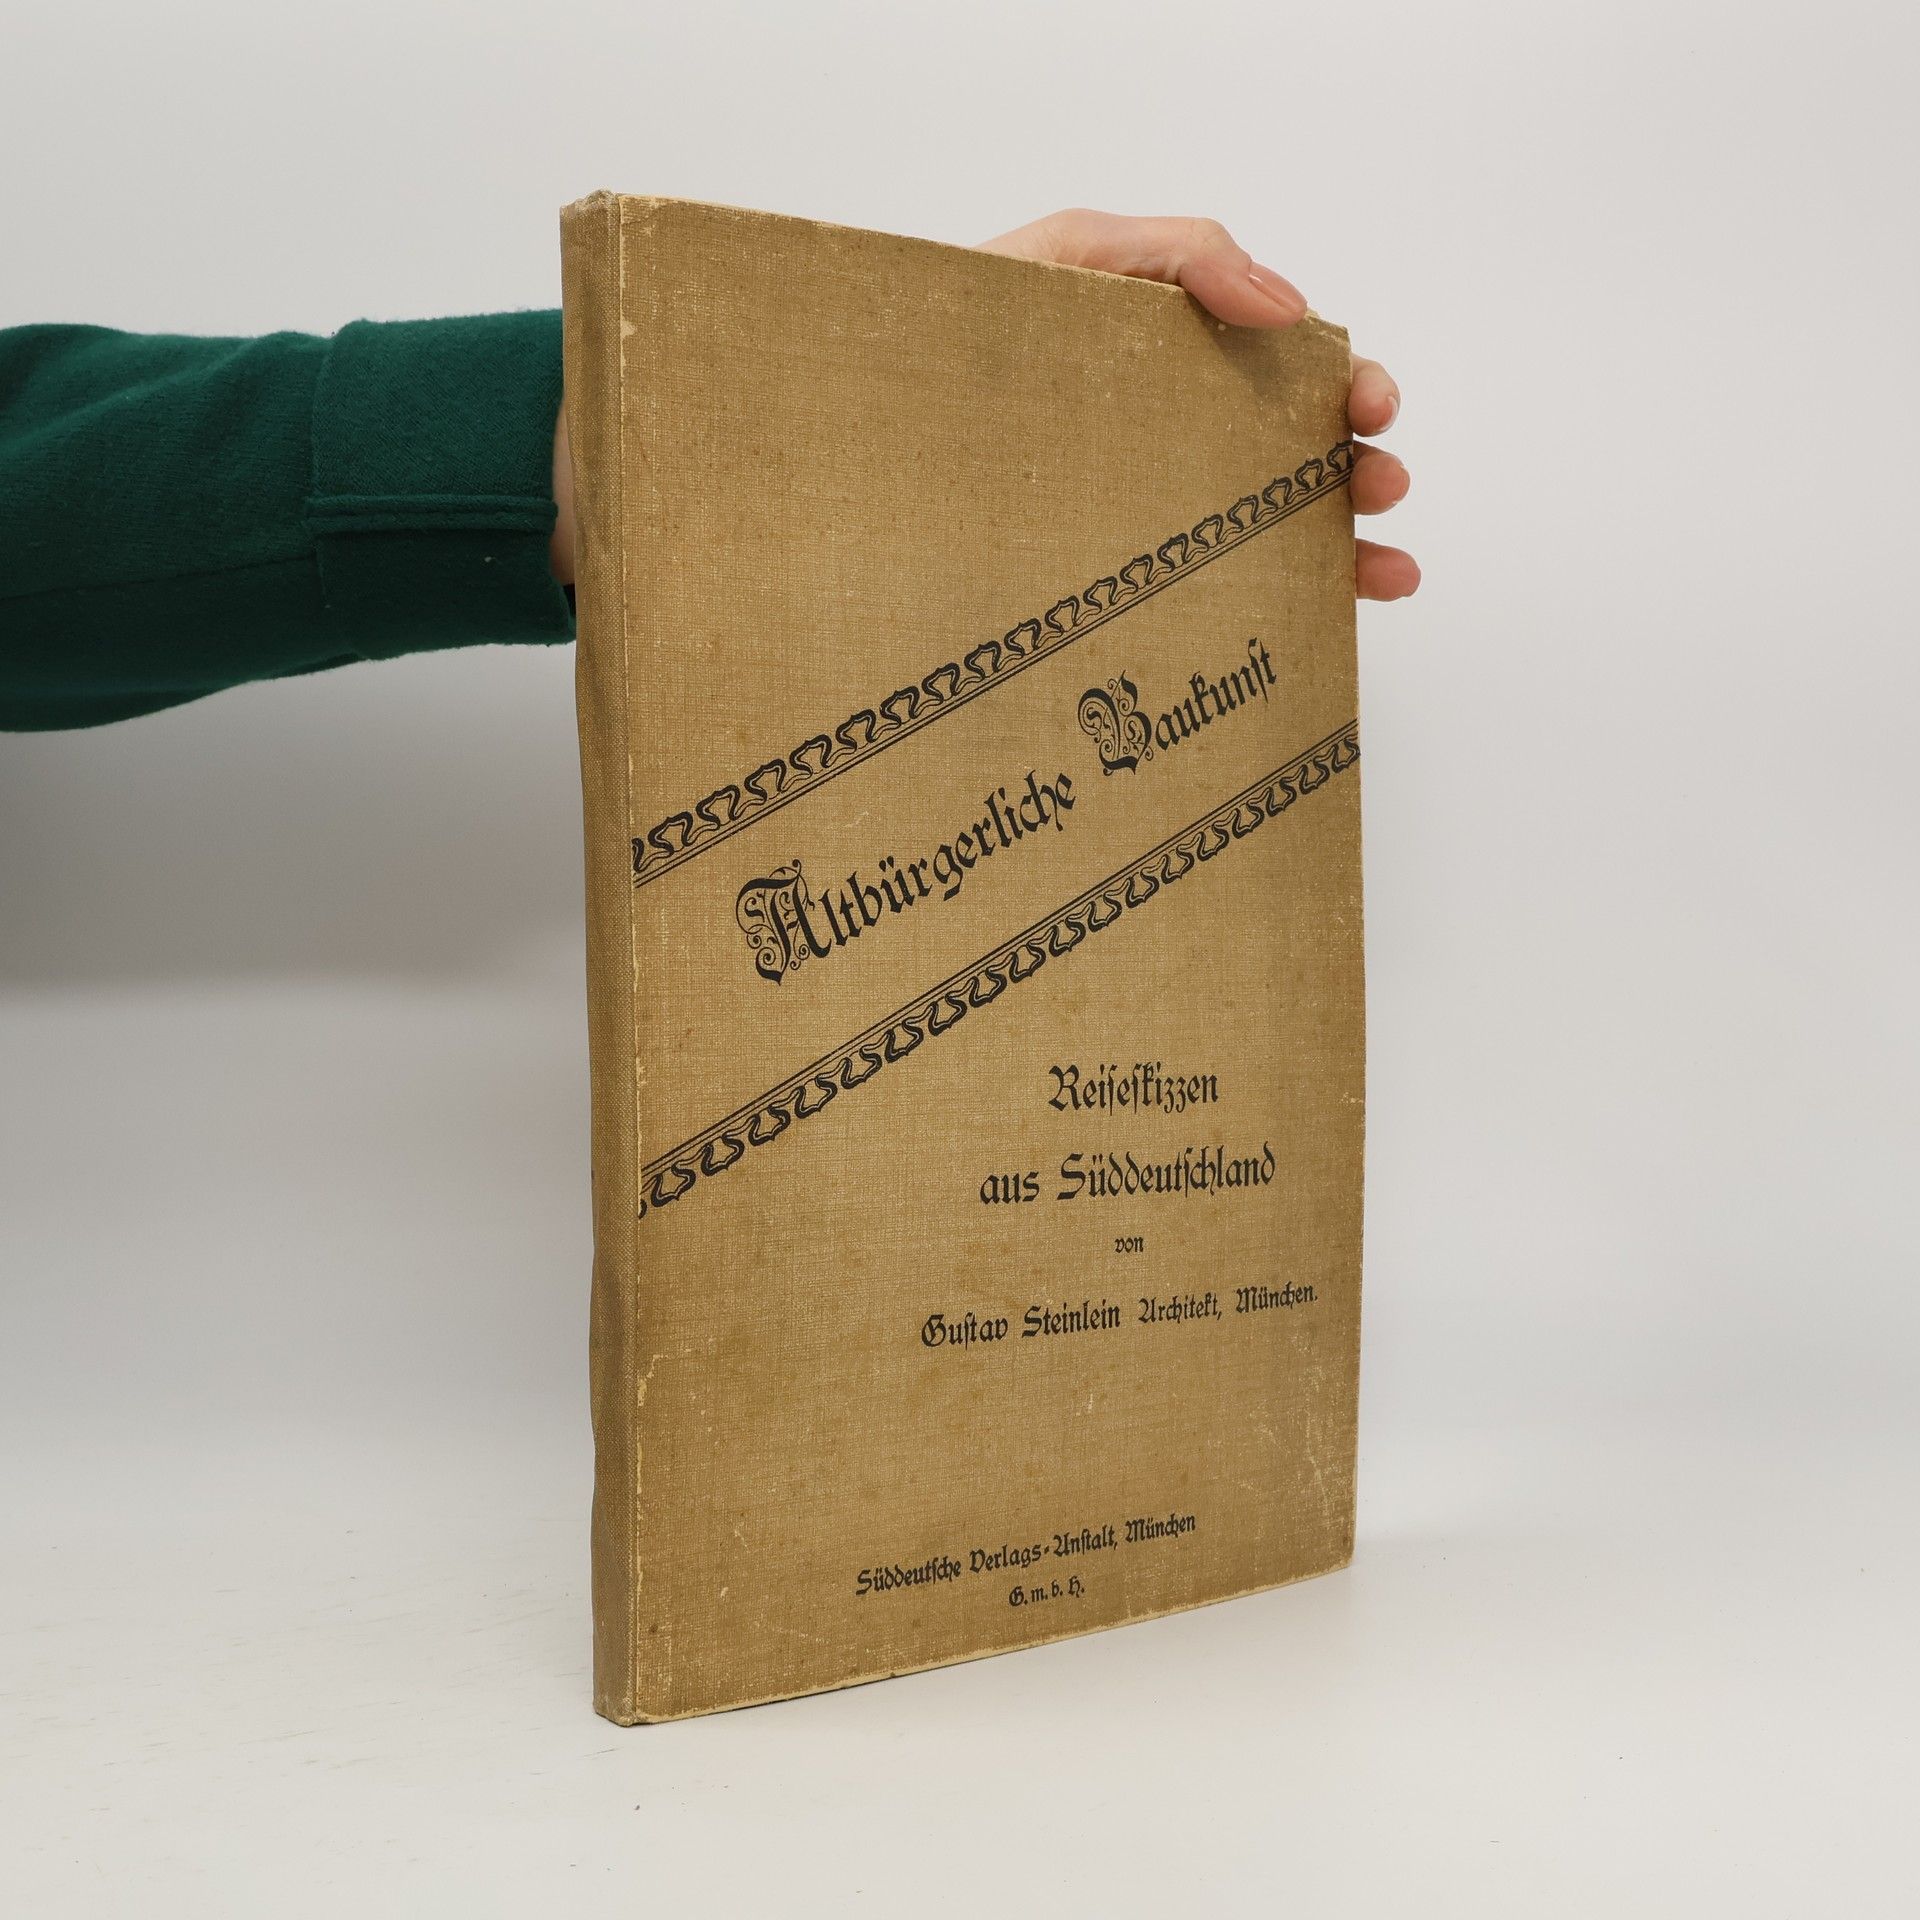 Altbürgerliche Baukunst
Reiseskizzen
aus Süddeutschland
von
Gustav Steinlein Architekt, München.
Süddeutsche Verlags-Anstalt, München
G. m. b. H.